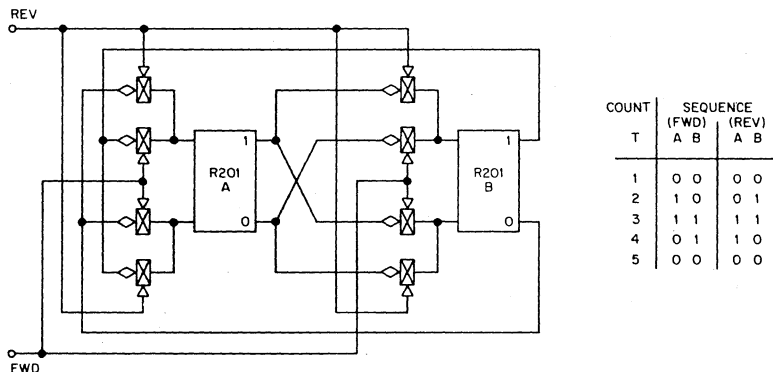 REV
R201
A
1
0
R201
B
1
0
FWD
COUNT SEQUENCE
(FWD) (REV)
T A B A B
1 0 0 0 0
2 1 0 0 1
3 1 1 1 1
4 0 1 1 0
5 0 0 0 0